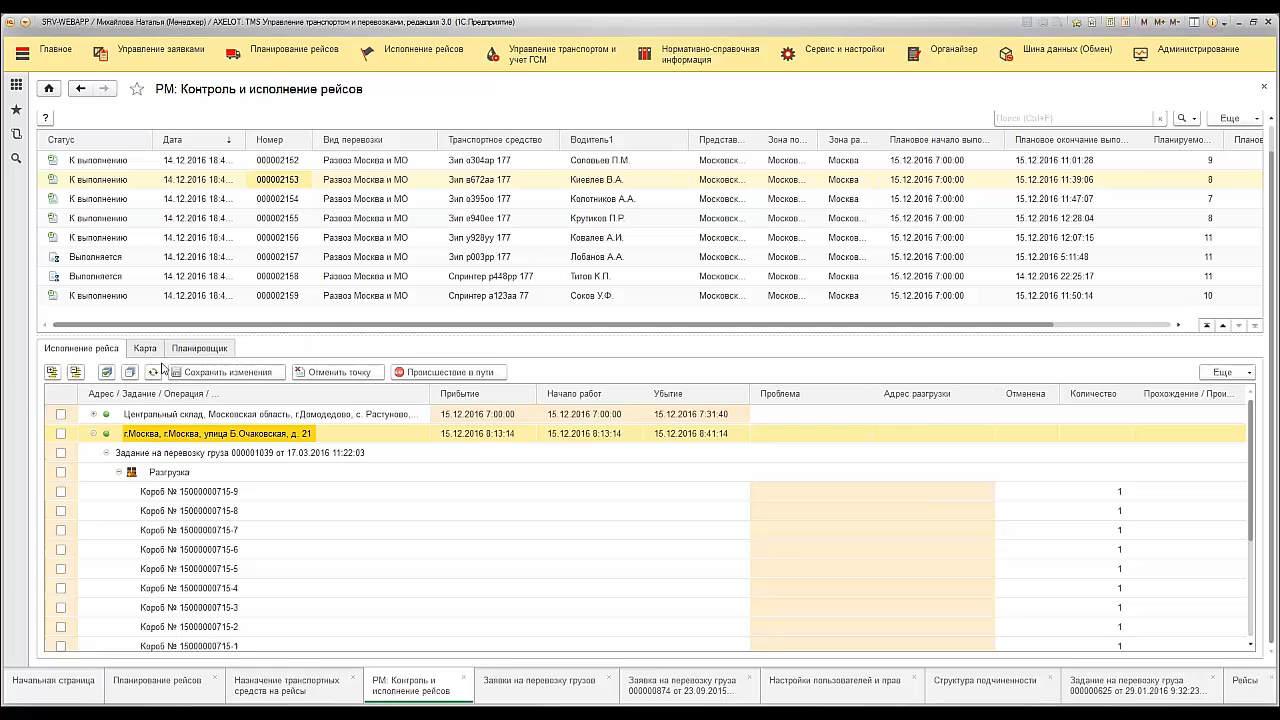 SRV-WEBAPP / Михайлова Наталья (Менеджер) / AXELOT: TMS Управление транспортом и перевозками, редакция 3.0 (1С:Предприятие)
M M+ M-
Главное
Управление заявками
Планирование рейсов
Исполнение рейсов
Управление транспортом и учет ГСМ
Нормативно-справочная информация
Сервис и настройки
Органайзер
Шина данных (Обмен)
Администрирование
РМ: Контроль и исполнение рейсов
?
Поиск (Ctrl+F)
Еще
Статус Дата Номер Вид перевозки Транспортное средство Водитель1 Представ... Зона по... Зона ра... Плановое начало выпо... Плановое окончание выпо... Планируемо... Плано
К выполнению 14.12.2016 18:4... 000002152 Развоз Москва и МО Зил о304ар 177 Соловьев П.М. Московск... Москов... Москва 15.12.2016 7:00:00 15.12.2016 11:01:28 9
К выполнению 14.12.2016 18:4... 000002153 Развоз Москва и МО Зил в672аа 177 Киевлев В.А. Московск... Москов... Москва 15.12.2016 7:00:00 15.12.2016 11:39:06 8
К выполнению 14.12.2016 18:4... 000002154 Развоз Москва и МО Зил о395оо 177 Колотников А.А. Московск... Москов... Москва 15.12.2016 7:00:00 15.12.2016 11:47:07 7
К выполнению 14.12.2016 18:4... 000002155 Развоз Москва и МО Зил е940ее 177 Крутиков П.Р. Московск... Москов... Москов... 15.12.2016 7:00:00 15.12.2016 12:28:04 8
К выполнению 14.12.2016 18:4... 000002156 Развоз Москва и МО Зил у928уу 177 Ковалев А.И. Московск... Москов... Москов... 15.12.2016 7:00:00 15.12.2016 12:07:15 11
Выполняется 14.12.2016 18:4... 000002157 Развоз Москва и МО Зил р003рр 177 Лобанов А.А. Московск... Москов... Москов... 15.12.2016 7:00:00 15.12.2016 5:11:48 11
Выполняется 14.12.2016 18:4... 000002158 Развоз Москва и МО Спринтер р448рр 177 Титов К.П. Московск... Москов... Москва 15.12.2016 7:00:00 14.12.2016 22:25:17 11
К выполнению 14.12.2016 18:4... 000002159 Развоз Москва и МО Спринтер а123аа 77 Соков У.Ф. Московск... Москов... Москва 15.12.2016 7:00:00 15.12.2016 11:50:14 10
Исполнение рейса Карта Планировщик
Сохранить изменения Отменить точку Происшествие в пути Еще
Адрес / Задание / Операция / ... Прибытие Начало работ Убытие Проблема Адрес разгрузки Отменена Количество Прохождение / Прои...
Центральный склад, Московская область, г.Домодедово, с. Растуново,... 15.12.2016 7:00:00 15.12.2016 7:00:00 15.12.2016 7:31:40
г.Москва, г.Москва, улица Б.Очаковская, д. 21 15.12.2016 8:13:14 15.12.2016 8:13:14 15.12.2016 8:41:14
Задание на перевозку груза 000001039 от 17.03.2016 11:22:03
Разгрузка
Короб № 15000000715-9 1
Короб № 15000000715-8 1
Короб № 15000000715-7 1
Короб № 15000000715-6 1
Короб № 15000000715-5 1
Короб № 15000000715-4 1
Короб № 15000000715-3 1
Короб № 15000000715-2 1
Короб № 15000000715-1 1
Начальная страница
Планирование рейсов
Назначение транспортных средств на рейсы
РМ: Контроль и исполнение рейсов
Заявки на перевозку грузов
Заявка на перевозку груза 000000874 от 23.09.2015...
Настройки пользователей и прав
Структура подчиненности
Задание на перевозку груза 000000625 от 29.01.2016 9:32:23...
Рейсы